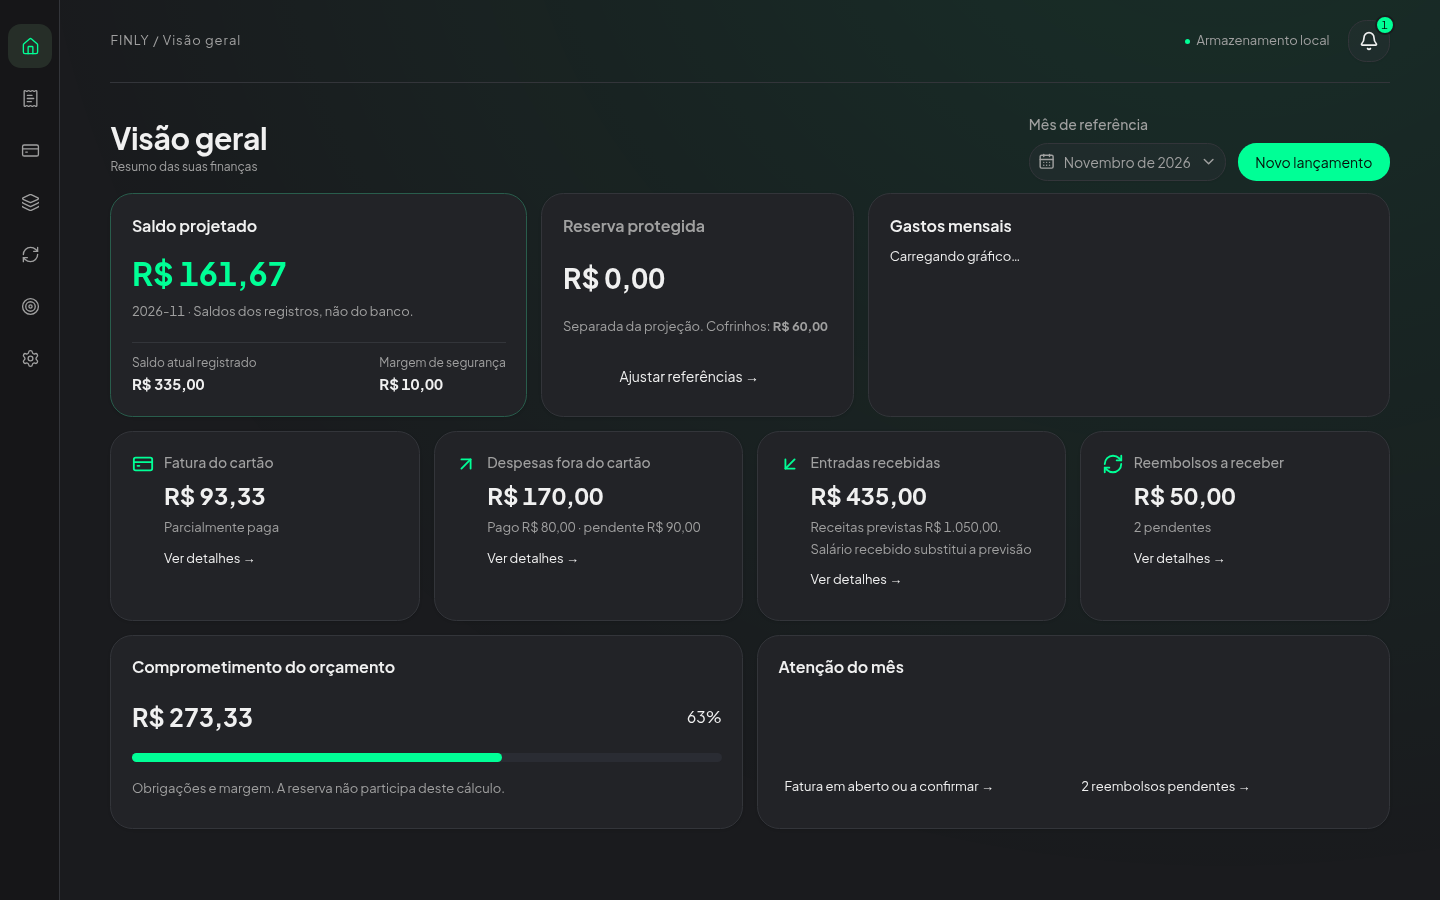 FINLY / Visão geral
Armazenamento local
1
Visão geral
Resumo das suas finanças
Mês de referência
Novembro de 2026
Novo lançamento
Saldo projetado
R$ 161,67
2026-11 · Saldos dos registros, não do banco.
Saldo atual registrado
R$ 335,00
Margem de segurança
R$ 10,00
Reserva protegida
R$ 0,00
Separada da projeção. Cofrinhos: R$ 60,00
Ajustar referências →
Gastos mensais
Carregando gráfico…
Fatura do cartão
R$ 93,33
Parcialmente paga
Ver detalhes →
Despesas fora do cartão
R$ 170,00
Pago R$ 80,00 · pendente R$ 90,00
Ver detalhes →
Entradas recebidas
R$ 435,00
Receitas previstas R$ 1.050,00.
Salário recebido substitui a previsão
Ver detalhes →
Reembolsos a receber
R$ 50,00
2 pendentes
Ver detalhes →
Comprometimento do orçamento
R$ 273,33
63%
Obrigações e margem. A reserva não participa deste cálculo.
Atenção do mês
Fatura em aberto ou a confirmar →
2 reembolsos pendentes →